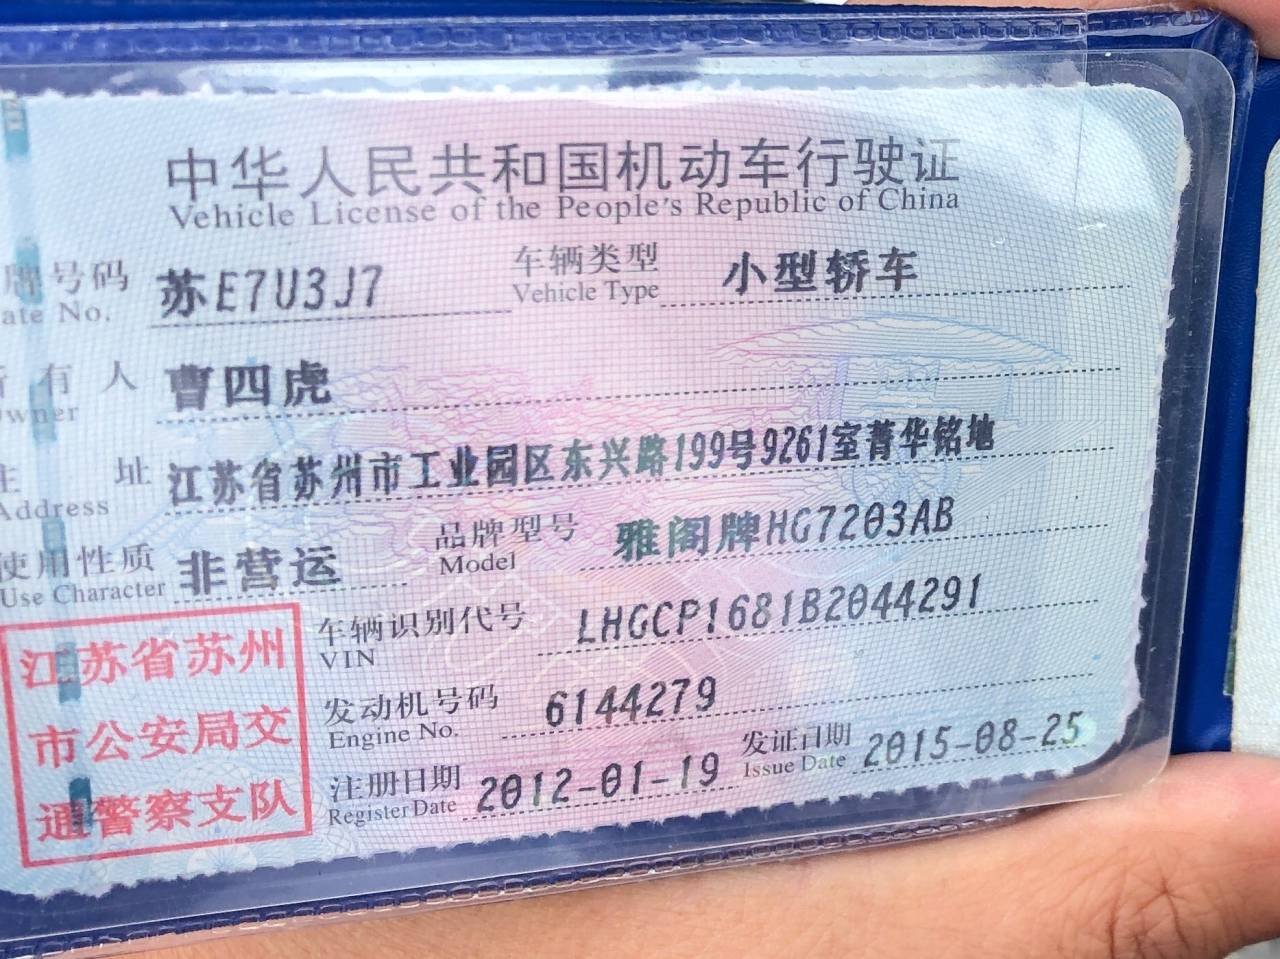 中华人民共和国机动车行驶证
Vehicle License of the People's Republic of China
牌号码 苏E7U3J7 车辆类型 小型轿车
ate No. Vehicle Type
所有人 曹四虎
Owner
址 江苏省苏州市工业园区东兴路199号9261室菁华铭地
Address
使用性质 非营运 品牌型号 雅阁牌HG7203AB
Use Character Model
江苏省苏州
市公安局交
通警察支队
车辆识别代号 LHGCP1681B2044291
VIN
发动机号码 6144279
Engine No.
注册日期 2012-01-19 发证日期 2015-08-25
Register Date Issue Date